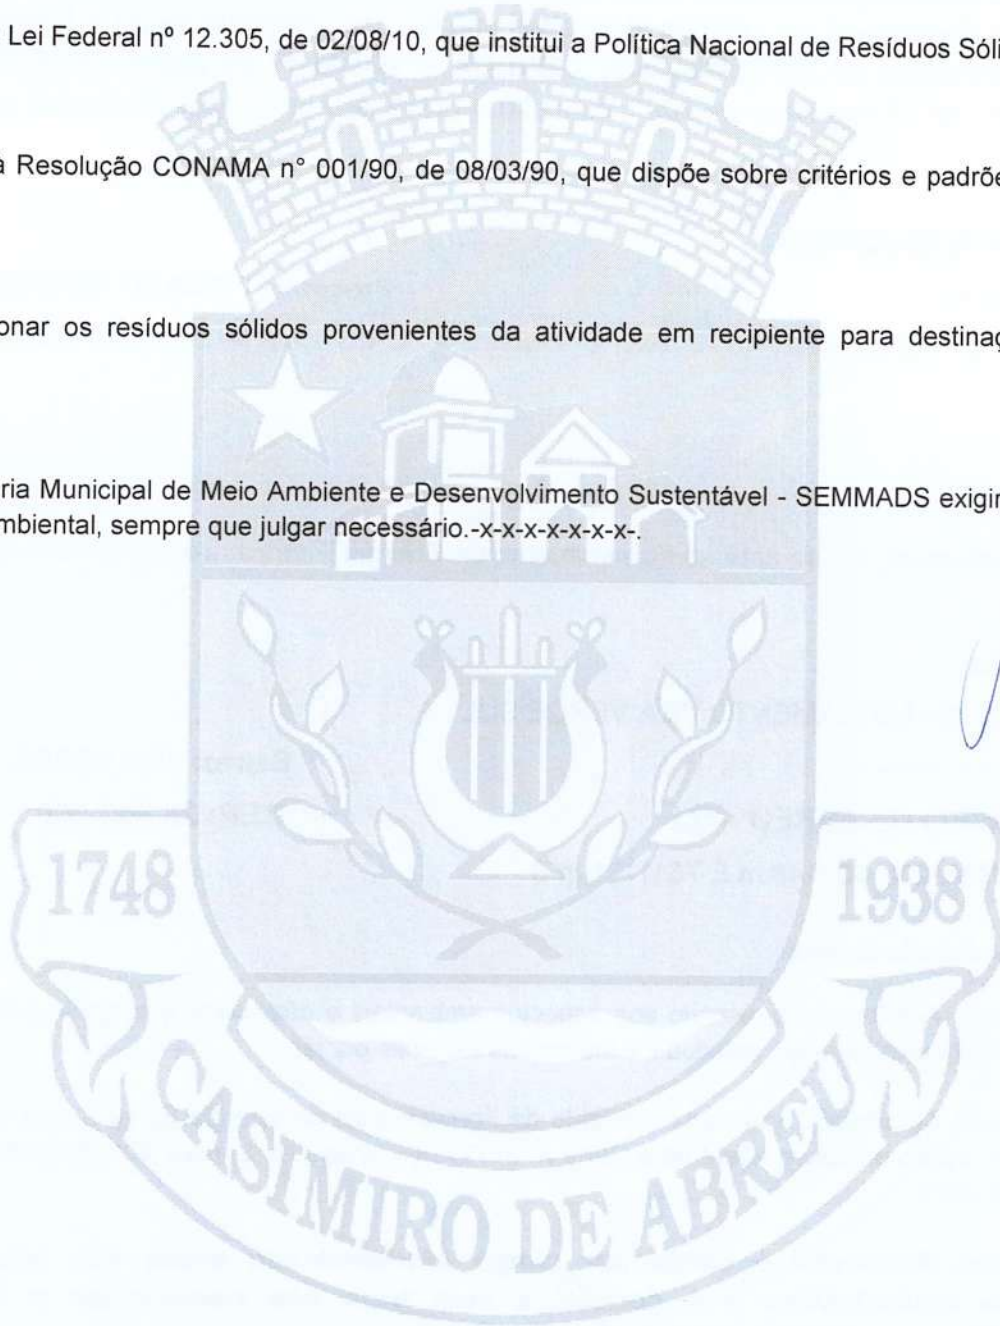 Lei Federal nº 12.305, de 02/08/10, que institui a Política Nacional de Resíduos Sóli
a Resolução CONAMA n° 001/90, de 08/03/90, que dispõe sobre critérios e padrõe
onar os resíduos sólidos provenientes da atividade em recipiente para destinaç
ria Municipal de Meio Ambiente e Desenvolvimento Sustentável - SEMMADS exigir
mbiental, sempre que julgar necessário.-x-x-x-x-x-x-x-.
1748
1938
CASIMIRO DE ABREU